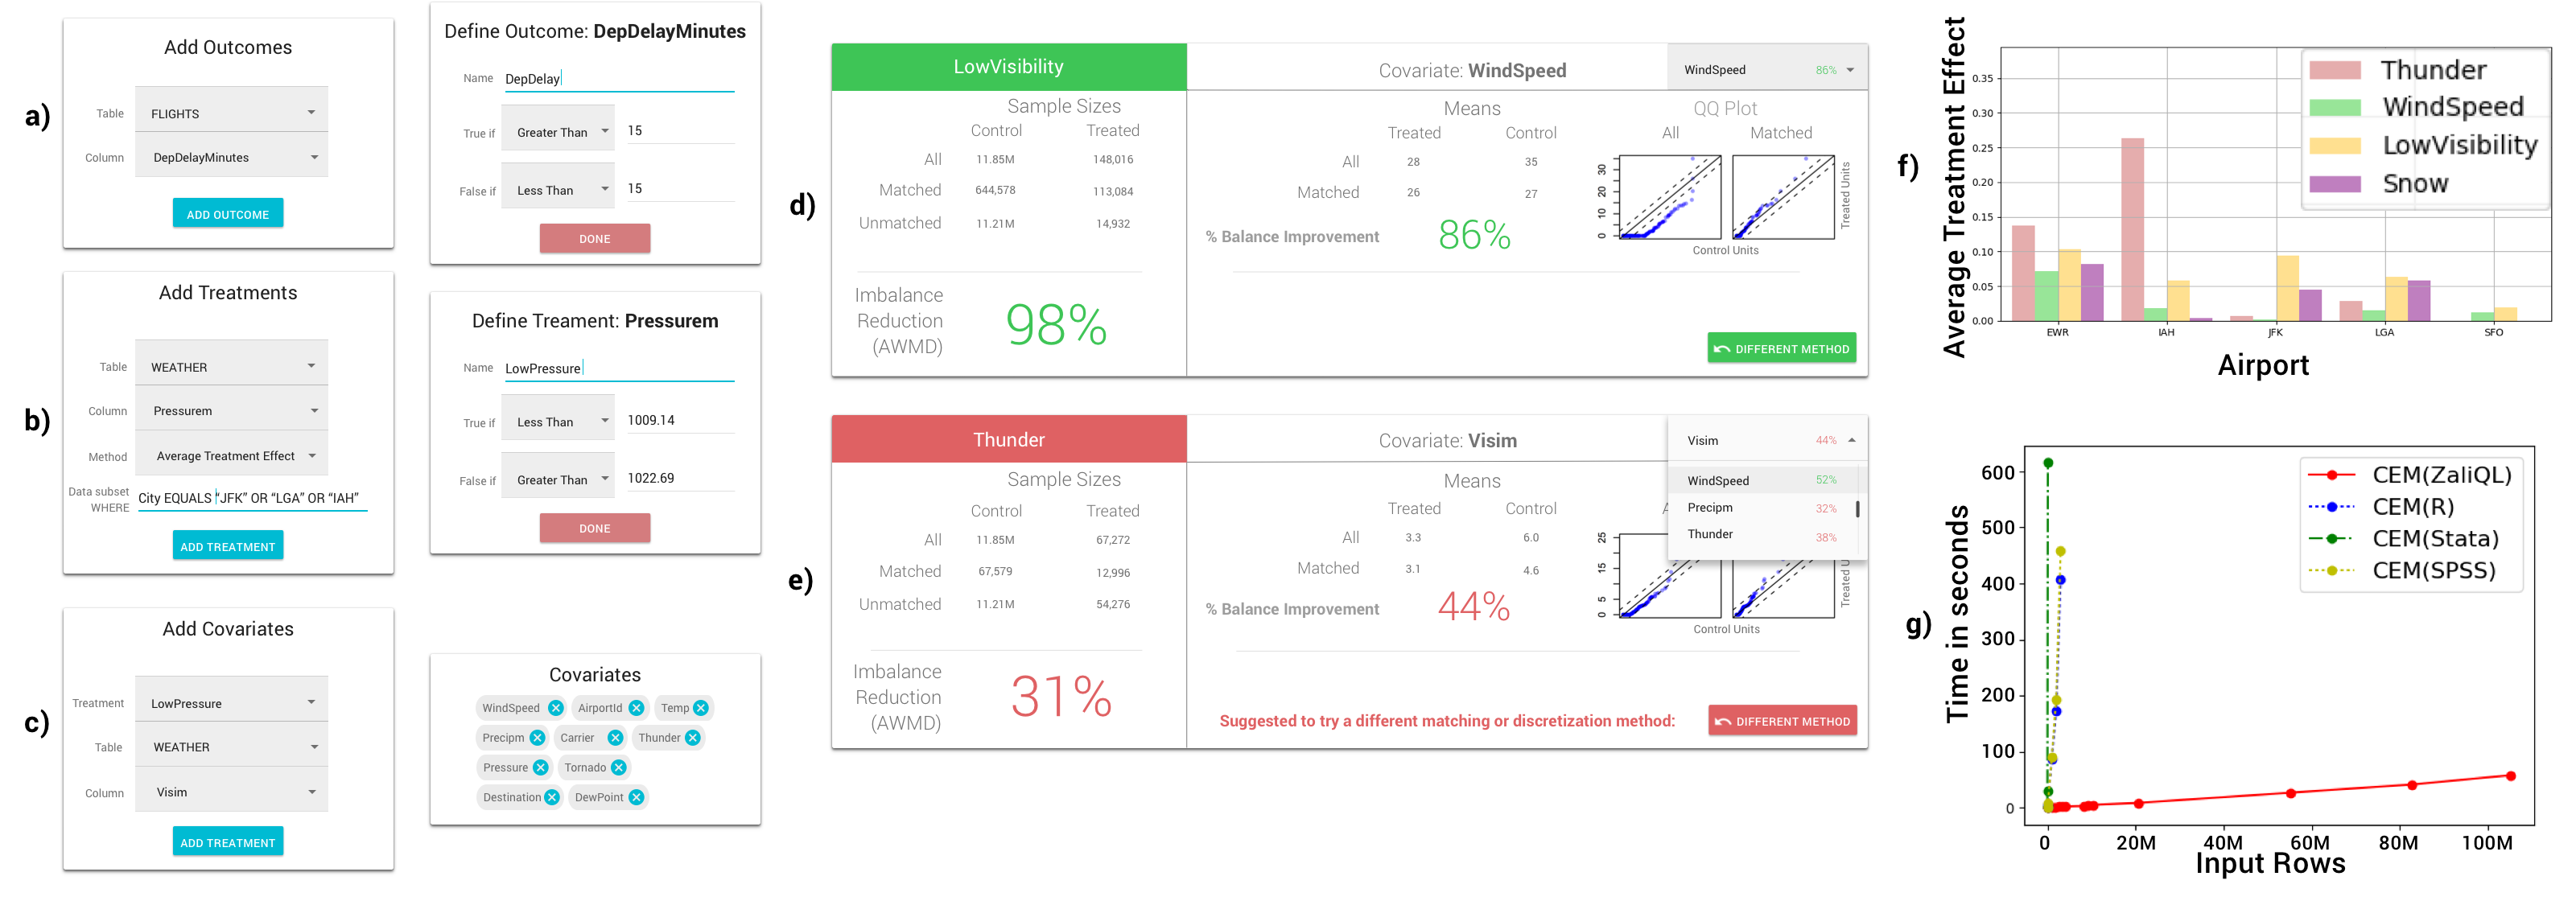 a)
Add Outcomes
Table FLIGHTS
Column DepDelayMinutes
ADD OUTCOME
Define Outcome: DepDelayMinutes
Name DepDelay
True if Greater Than 15
False if Less Than 15
DONE
b)
Add Treatments
Table WEATHER
Column Pressurem
Method Average Treatment Effect
Data subset
WHERE
City EQUALS “JFK” OR “LGA” OR “IAH”
ADD TREATMENT
Define Treament: Pressurem
Name LowPressure
True if Less Than 1009.14
False if Greater Than 1022.69
DONE
c)
Add Covariates
Treatment LowPressure
Table WEATHER
Column Visim
ADD TREATMENT
Covariates
WindSpeed AirportId Temp
Precipm Carrier Thunder
Pressure Tornado
Destination DewPoint
d)
LowVisibility
Sample Sizes
Control Treated
All 11.85M 148,016
Matched 644,578 113,084
Unmatched 11.21M 14,932
Imbalance
Reduction
(AWMD)
98%
Covariate: WindSpeed
WindSpeed 86%
Means
Treated Control
All 28 35
Matched 26 27
% Balance Improvement 86%
QQ Plot
All Matched
0 10 20 30
Treated Units
Control Units
DIFFERENT METHOD
e)
Thunder
Sample Sizes
Control Treated
All 11.85M 67,272
Matched 67,579 12,996
Unmatched 11.21M 54,276
Imbalance
Reduction
(AWMD)
31%
Covariate: Visim
Visim 44%
WindSpeed 52%
Precipm 32%
Thunder 38%
Means
Treated Control
All 3.3 6.0
Matched 3.1 4.6
% Balance Improvement 44%
0 5 15 25
Treated U
Control Units
Suggested to try a different matching or discretization method:
DIFFERENT METHOD
f)
Average Treatment Effect
0.35
0.30
0.25
0.20
0.15
0.10
0.05
0.00
Thunder
WindSpeed
LowVisibility
Snow
EWR IAH JFK LGA SFO
Airport
g)
Time in seconds
600
500
400
300
200
100
0
CEM(ZaliQL)
CEM(R)
CEM(Stata)
CEM(SPSS)
0 20M 40M 60M 80M 100M
Input Rows